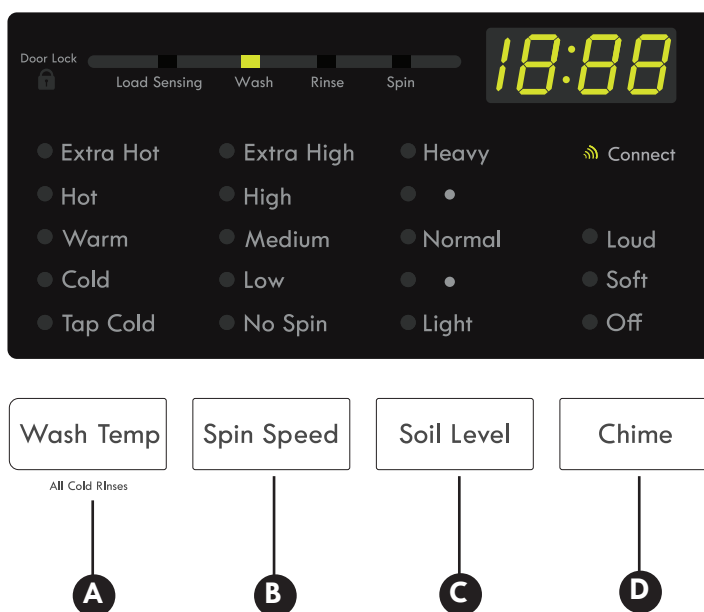 Door Lock
18:88
Load Sensing Wash Rinse Spin
Extra Hot Extra High Heavy Connect
Hot High
Warm Medium Normal Loud
Cold Low Soft
Tap Cold No Spin Light Off
Wash Temp Spin Speed Soil Level Chime
All Cold Rinses
A B C D